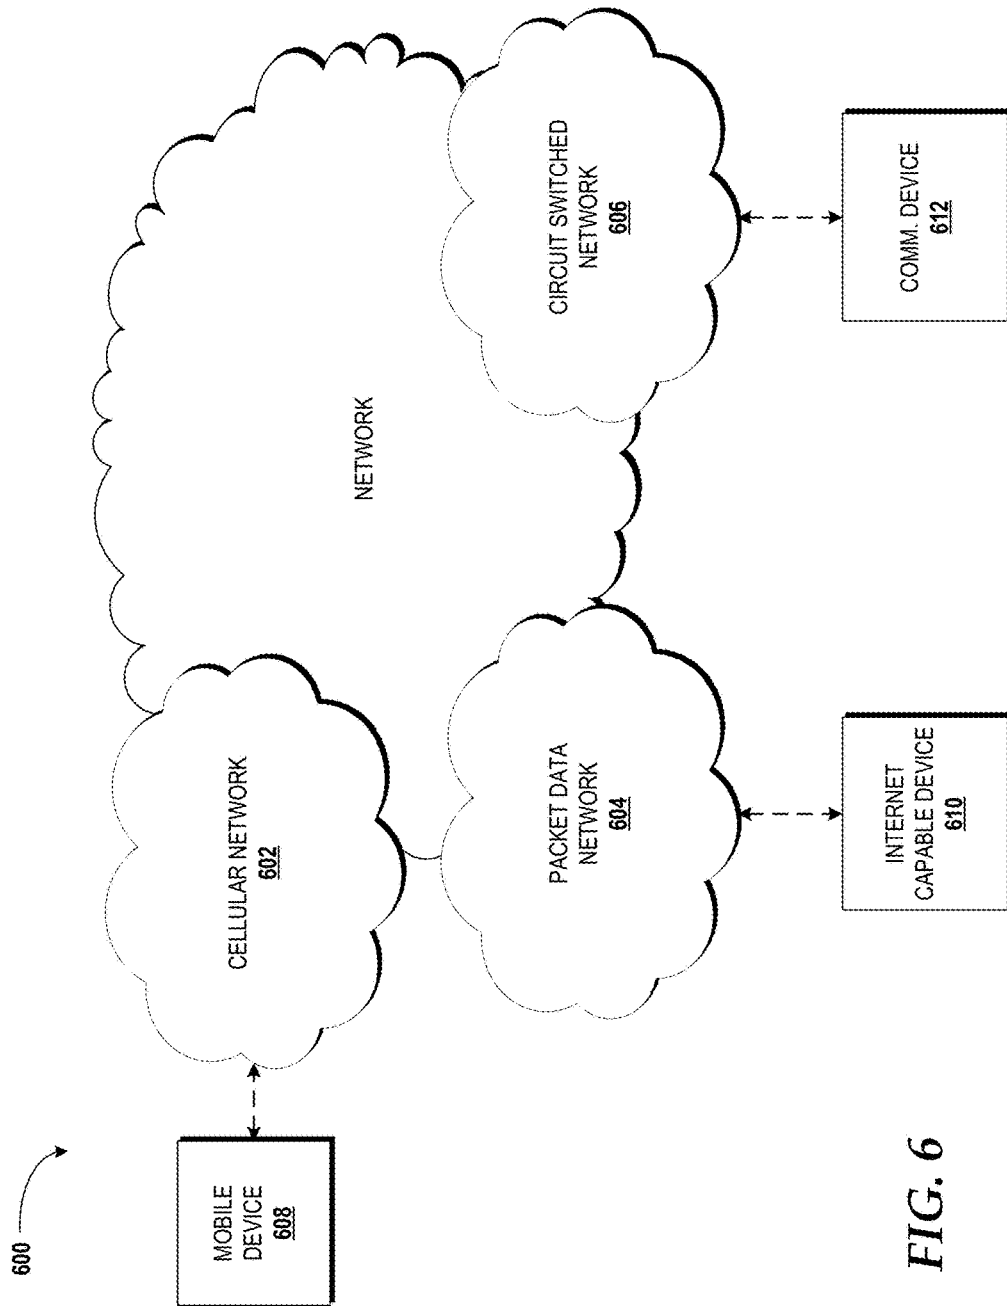 600
MOBILE
DEVICE
608
CELLULAR NETWORK
602
NETWORK
PACKET DATA
NETWORK
604
CIRCUIT SWITCHED
NETWORK
606
INTERNET
CAPABLE DEVICE
610
COMM. DEVICE
612
FIG. 6